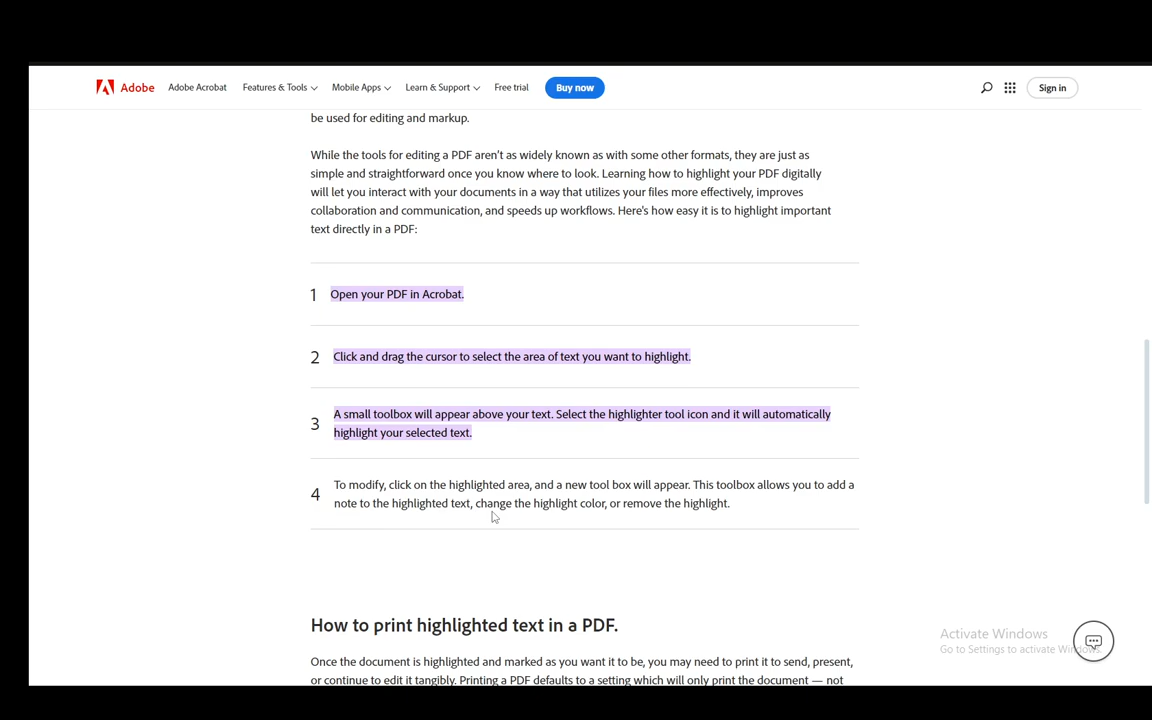 Adobe Adobe Acrobat Features & Tools Mobile Apps Learn & Support Free trial Buy now Sign in
be used for editing and markup.
While the tools for editing a PDF aren't as widely known as with some other formats, they are just as
simple and straightforward once you know where to look. Learning how to highlight your PDF digitally
will let you interact with your documents in a way that utilizes your files more effectively, improves
collaboration and communication, and speeds up workflows. Here's how easy it is to highlight important
text directly in a PDF:
1 Open your PDF in Acrobat.
2 Click and drag the cursor to select the area of text you want to highlight.
3 A small toolbox will appear above your text. Select the highlighter tool icon and it will automatically
highlight your selected text.
4 To modify, click on the highlighted area, and a new tool box will appear. This toolbox allows you to add a
note to the highlighted text, change the highlight color, or remove the highlight.
How to print highlighted text in a PDF.
Once the document is highlighted and marked as you want it to be, you may need to print it to send, present,
or continue to edit it tangibly. Printing a PDF defaults to a setting which will only print the document — not
Activate Windows
Go to Settings to activate Windows.